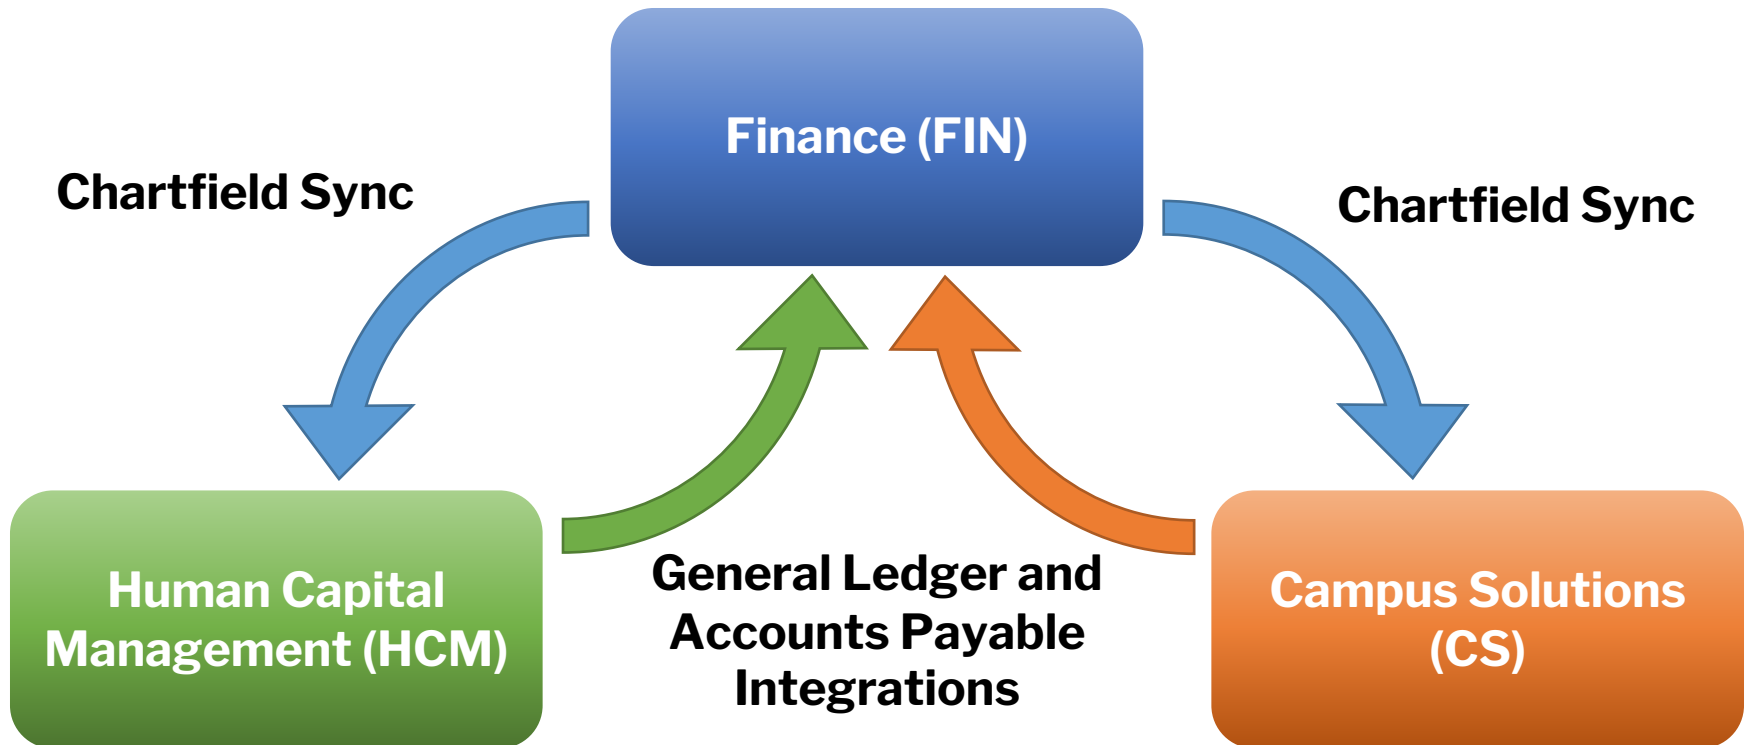 Finance (FIN)
Chartfield Sync
Chartfield Sync
Human Capital
Management (HCM)
General Ledger and
Accounts Payable
Integrations
Campus Solutions
(CS)